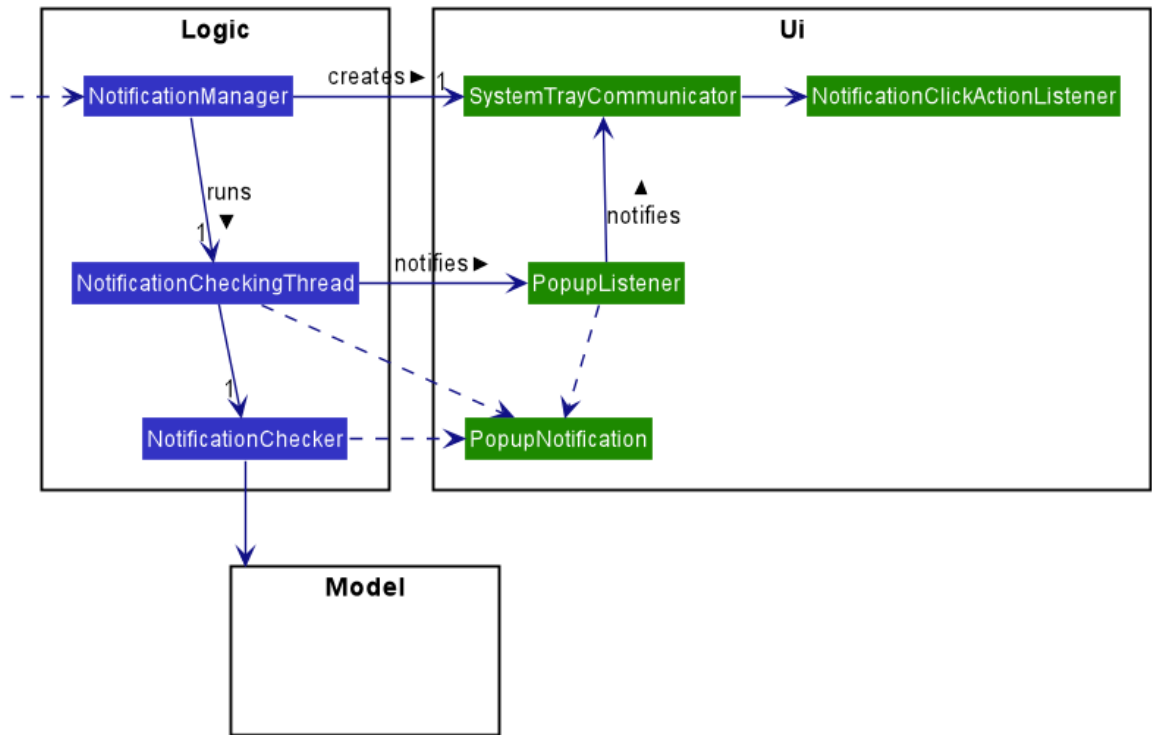 Logic
Ui
NotificationManager
creates ►
1
SystemTrayCommunicator
NotificationClickActionListener
runs
▼
1
▲
notifies
NotificationCheckingThread
notifies ►
PopupListener
1
NotificationChecker
PopupNotification
Model